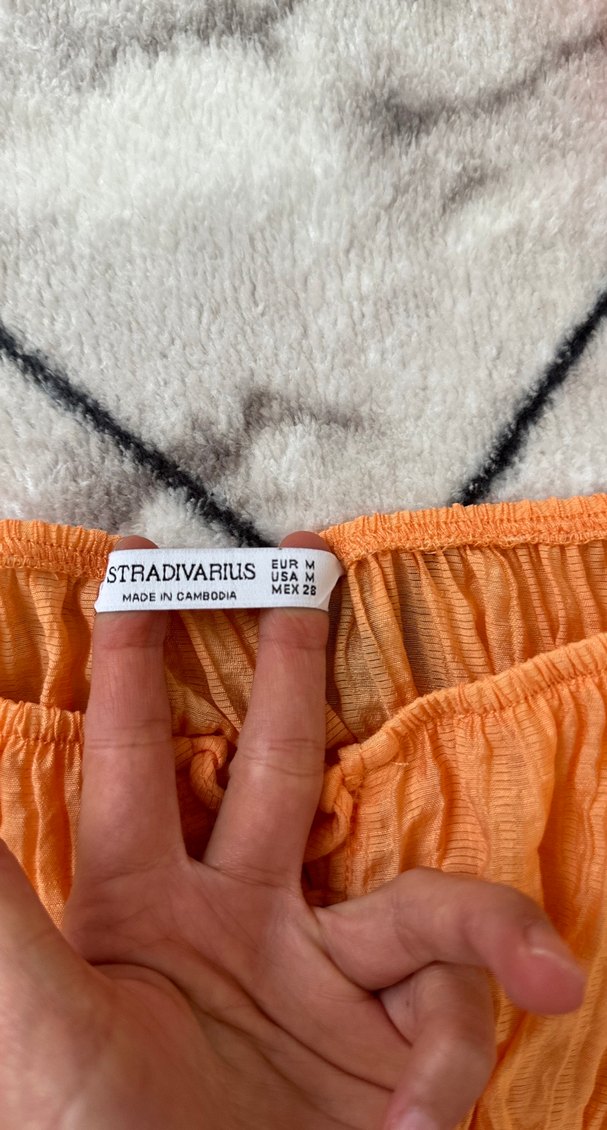 STRADIVARIUS
MADE IN CAMBODIA
EUR M
USA M
MEX 28